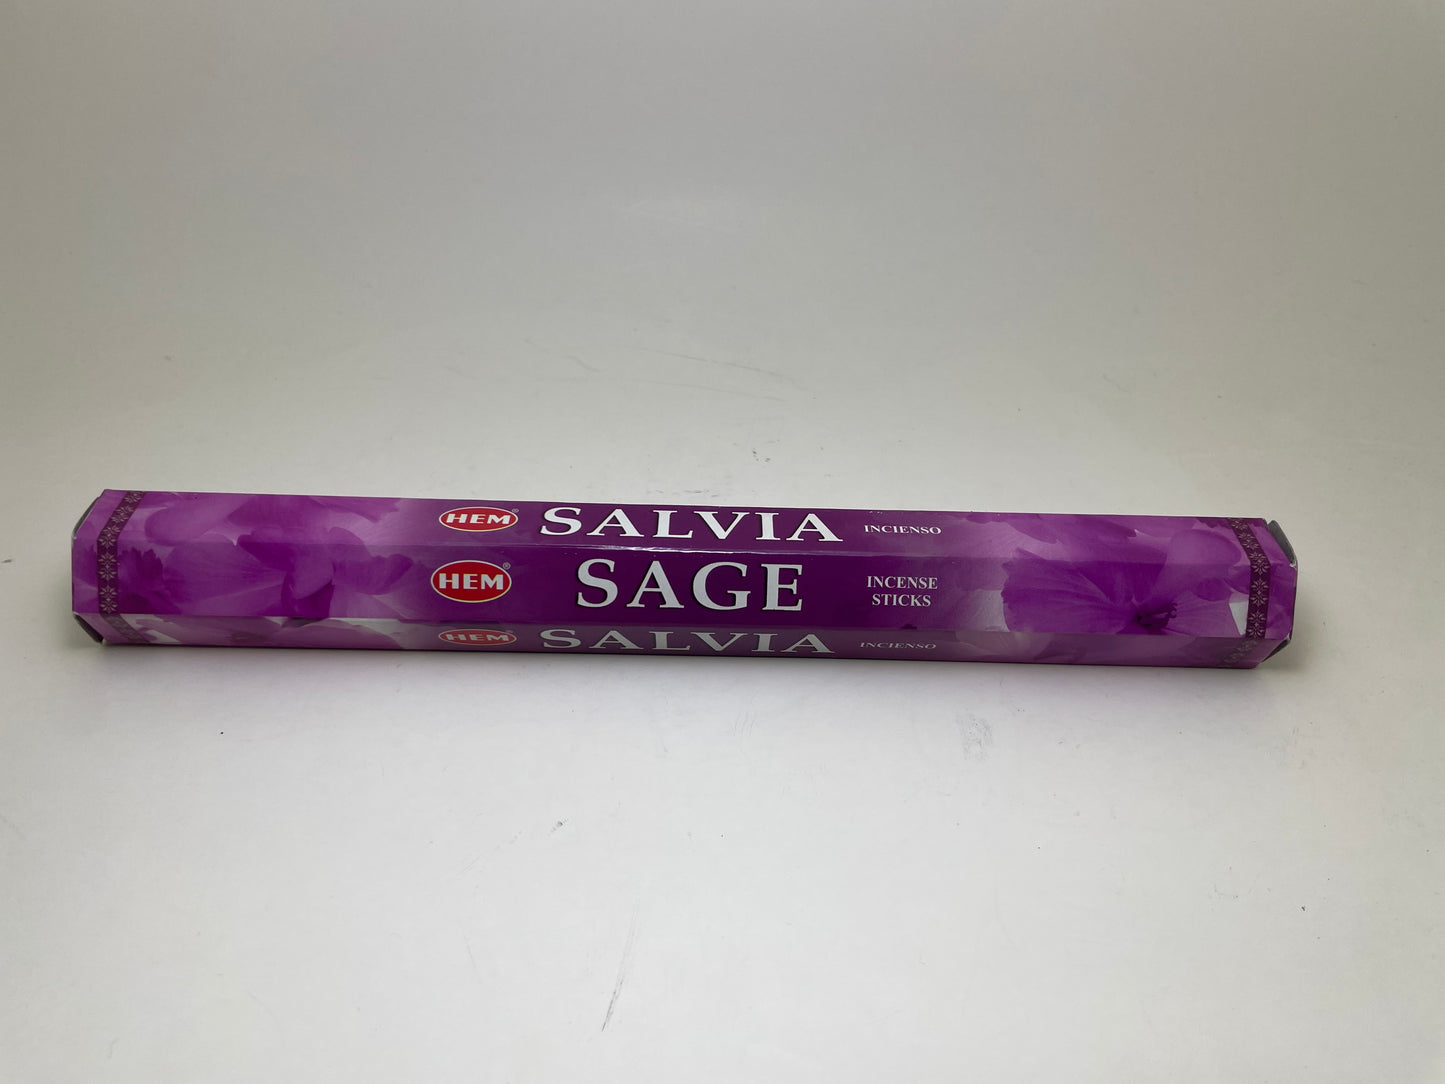 HEM® SALVIA INCIENSO
HEM® SAGE INCENSE
STICKS
HEM SALVIA INCIENSO